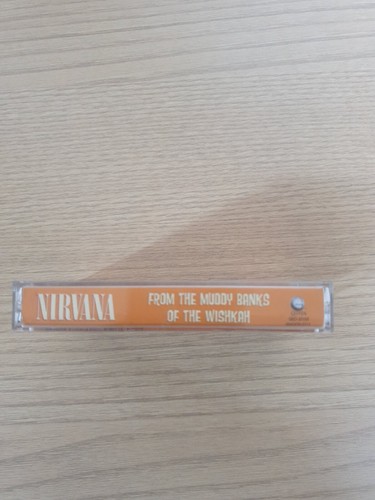 NIRVANA
FROM THE MUDDY BANKS
OF THE WISHKAH